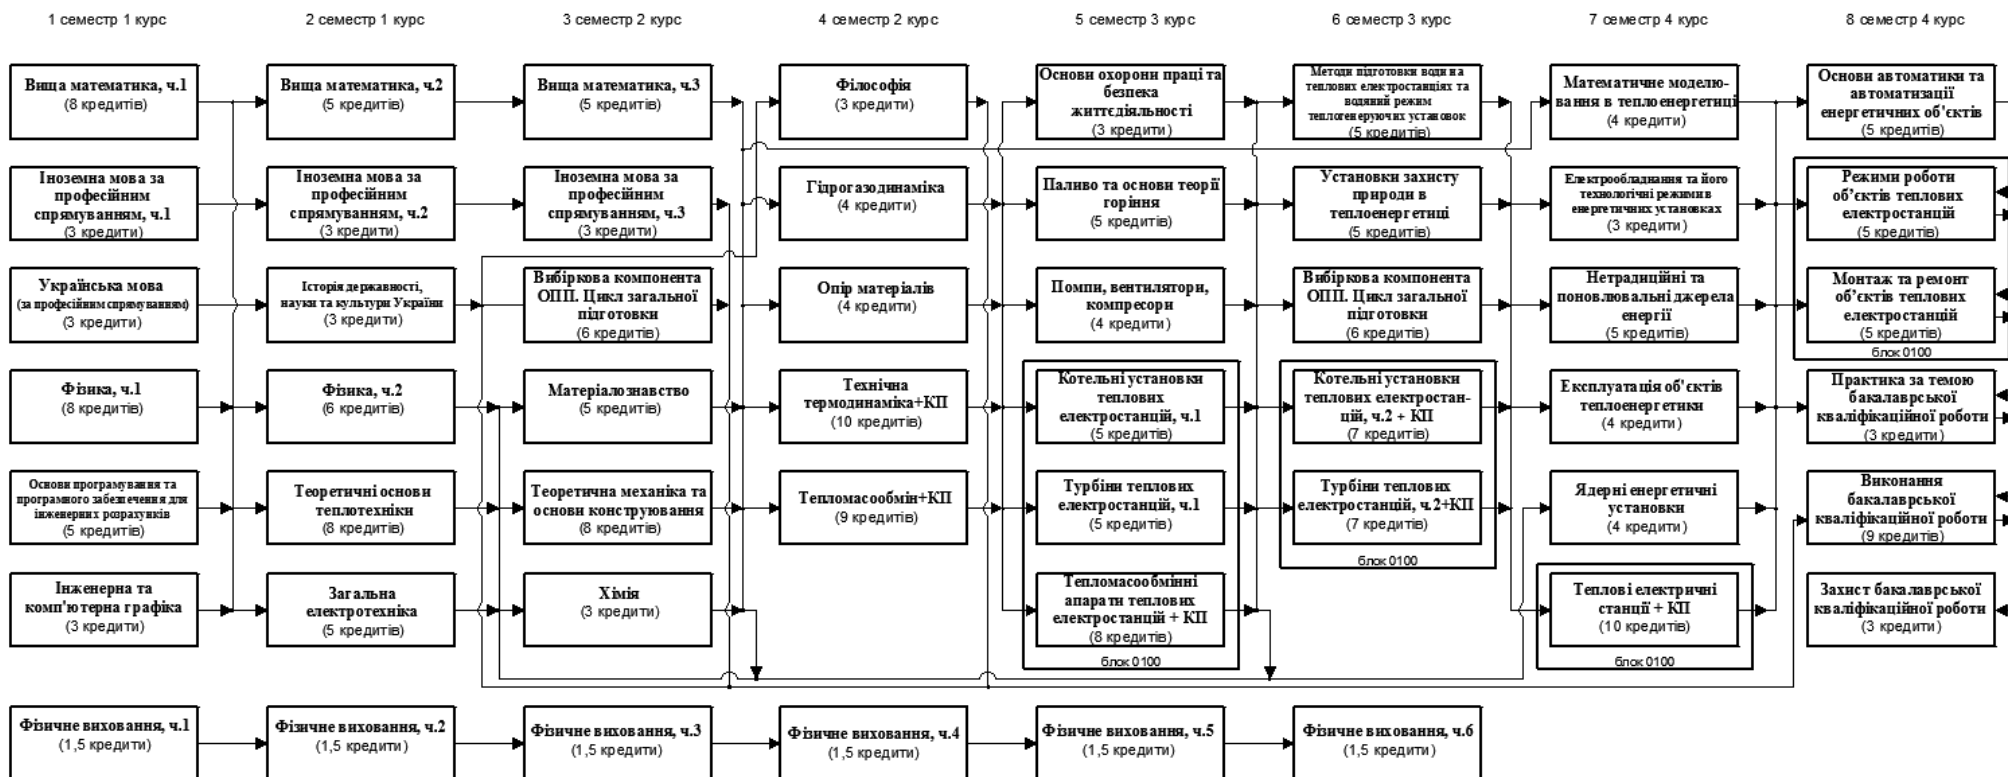 1 семестр 1 курс
2 семестр 1 курс
3 семестр 2 курс
4 семестр 2 курс
5 семестр 3 курс
6 семестр 3 курс
7 семестр 4 курс
8 семестр 4 курс
Вища математика, ч.1
(8 кредитів)
Вища математика, ч.2
(5 кредитів)
Вища математика, ч.3
(5 кредитів)
Філософія
(3 кредити)
Основи охорони праці та
безпека
життєдіяльності
(3 кредити)
Методи підготовки води на
теплових електростанціях та
водяний режим
теплогенеруючих установок
(5 кредитів)
Математичне моделю-
вання в теплоенергетиці
(4 кредити)
Основи автоматики та
автоматизації
енергетичних об'єктів
(5 кредитів)
Іноземна мова за
професійним
спрямуванням, ч.1
(3 кредити)
Іноземна мова за
професійним
спрямуванням, ч.2
(3 кредити)
Іноземна мова за
професійним
спрямуванням, ч.3
(3 кредити)
Гідрогазодинаміка
(4 кредити)
Паливо та основи теорії
горіння
(5 кредитів)
Установки захисту
природи в
теплоенергетиці
(5 кредитів)
Електрообладнання та його
технологічні режими в
енергетичних установках
(3 кредити)
Режими роботи
об'єктів теплових
електростанцій
(5 кредитів)
Українська мова
(за професійним спрямуванням)
(3 кредити)
Історія державності,
науки та культури України
(3 кредити)
Вибіркова компонента
ОПП. Цикл загальної
підготовки
(6 кредитів)
Опір матеріалів
(4 кредити)
Помпи, вентилятори,
компресори
(4 кредити)
Вибіркова компонента
ОПП. Цикл загальної
підготовки
(6 кредитів)
Нетрадиційні та
поновлювальні джерела
енергії
(5 кредитів)
Монтаж та ремонт
об'єктів теплових
електростанцій
(5 кредитів)
блок 0100
Фізика, ч.1
(8 кредитів)
Фізика, ч.2
(6 кредитів)
Матеріалознавство
(5 кредитів)
Технічна
термодинаміка+КП
(10 кредитів)
Котельні установки
теплових
електростанцій, ч.1
(5 кредитів)
Котельні установки
теплових електростан-
цій, ч.2 + КП
(7 кредитів)
Експлуатація об'єктів
теплоенергетики
(4 кредити)
Практика за темою
бакалаврської
кваліфікаційної роботи
(3 кредити)
Основи програмування та
програмного забезпечення для
інженерних розрахунків
(5 кредитів)
Теоретичні основи
теплотехніки
(8 кредитів)
Теоретична механіка та
основи конструювання
(8 кредитів)
Тепломасообмін+КП
(9 кредитів)
Турбіни теплових
електростанцій, ч.1
(5 кредитів)
Турбіни теплових
електростанцій, ч.2+КП
(7 кредитів)
блок 0100
Ядерні енергетичні
установки
(4 кредити)
Виконання
бакалаврської
кваліфікаційної роботи
(9 кредитів)
Інженерна та
комп'ютерна графіка
(3 кредити)
Загальна
електротехніка
(5 кредитів)
Хімія
(3 кредити)
Тепломасообмінні
апарати теплових
електростанцій + КП
(8 кредитів)
блок 0100
Теплові електричні
станції + КП
(10 кредитів)
блок 0100
Захист бакалаврської
кваліфікаційної роботи
(3 кредити)
Фізичне виховання, ч.1
(1,5 кредити)
Фізичне виховання, ч.2
(1,5 кредити)
Фізичне виховання, ч.3
(1,5 кредити)
Фізичне виховання, ч.4
(1,5 кредити)
Фізичне виховання, ч.5
(1,5 кредити)
Фізичне виховання, ч.6
(1,5 кредити)